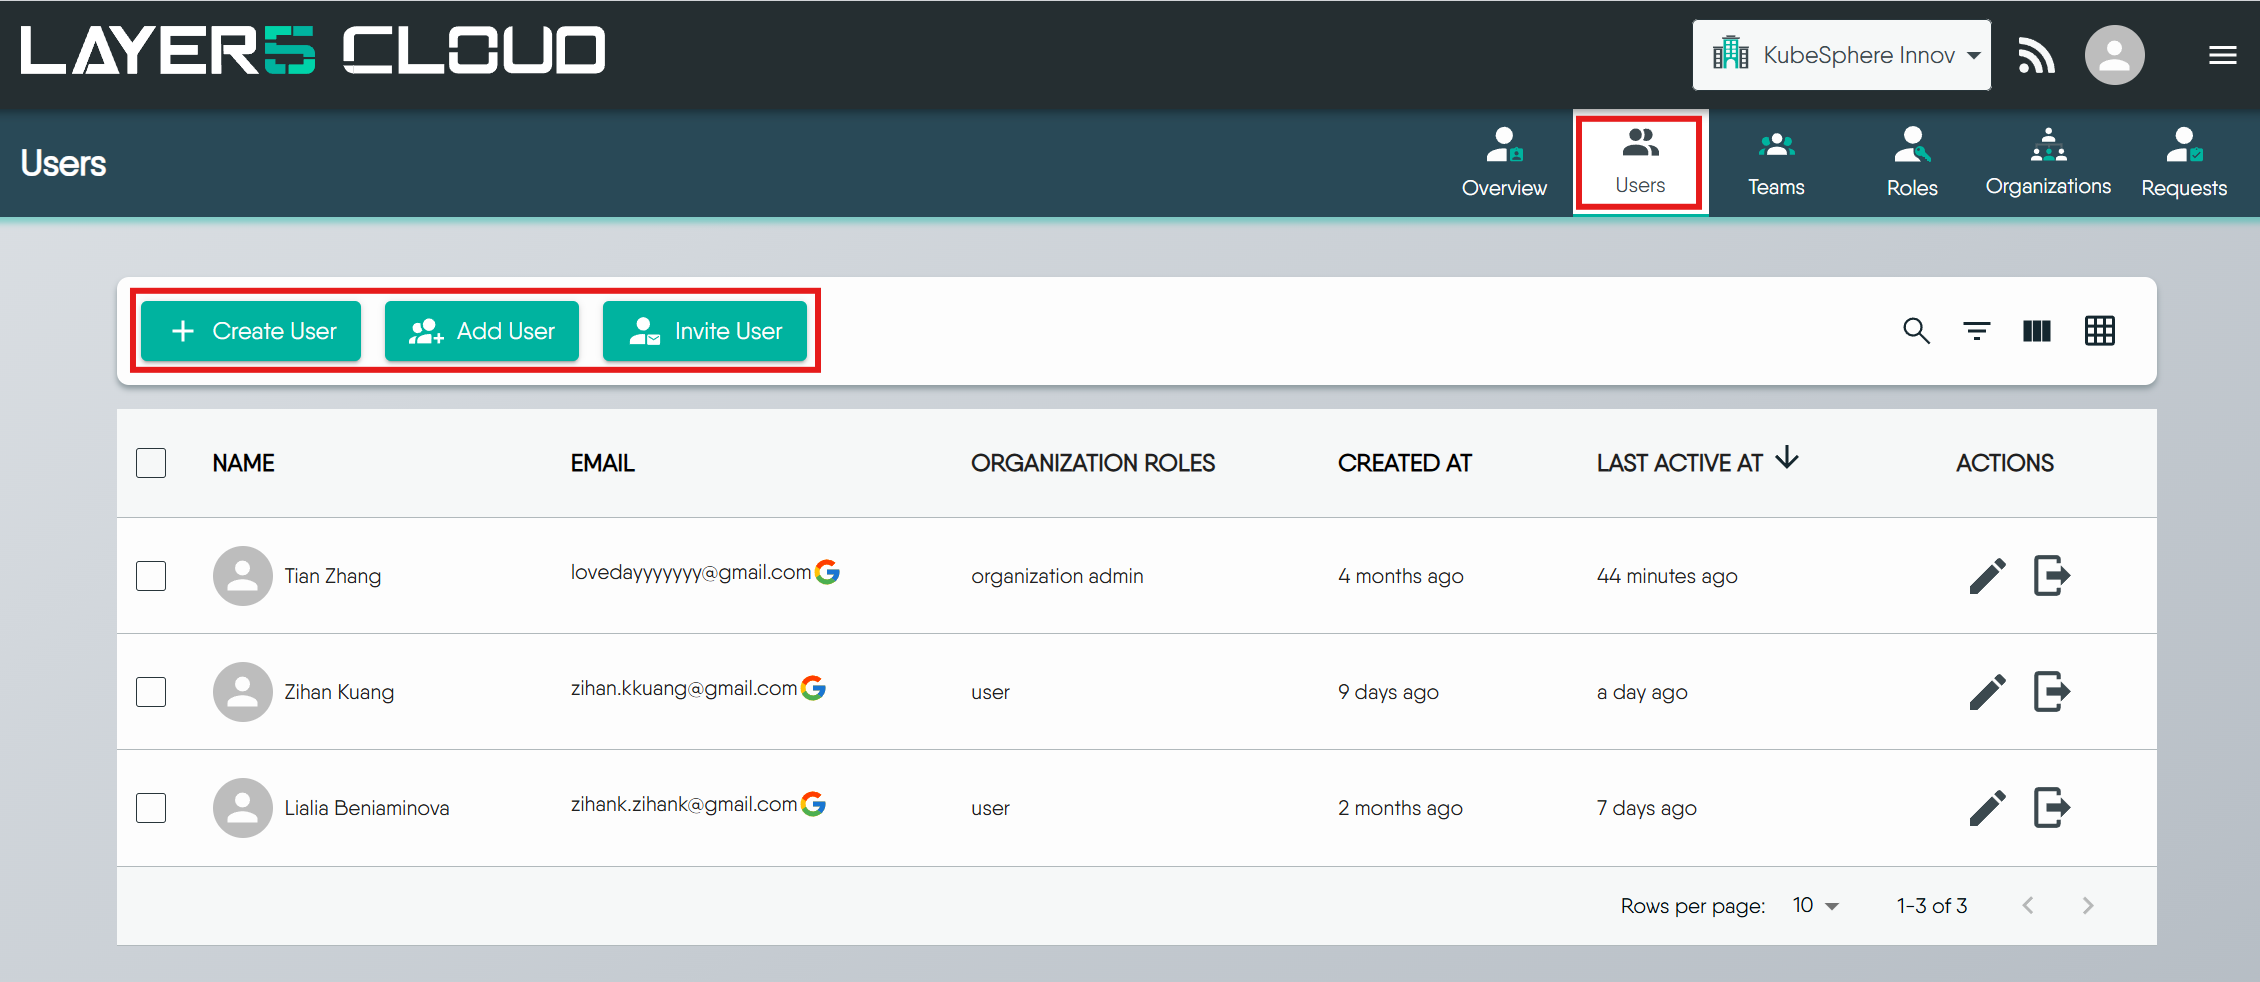 LAYER5 CLOUD
KubeSphere Innov
Users
Overview
Users
Teams
Roles
Organizations
Requests
Create User
Add User
Invite User
NAME EMAIL ORGANIZATION ROLES CREATED AT LAST ACTIVE AT ACTIONS
Tian Zhang lovedayyyyyyy@gmail.com organization admin 4 months ago 44 minutes ago
Zihan Kuang zihan.kkuang@gmail.com user 9 days ago a day ago
Lialia Beniaminova zihank.zihank@gmail.com user 2 months ago 7 days ago
Rows per page: 10 1-3 of 3